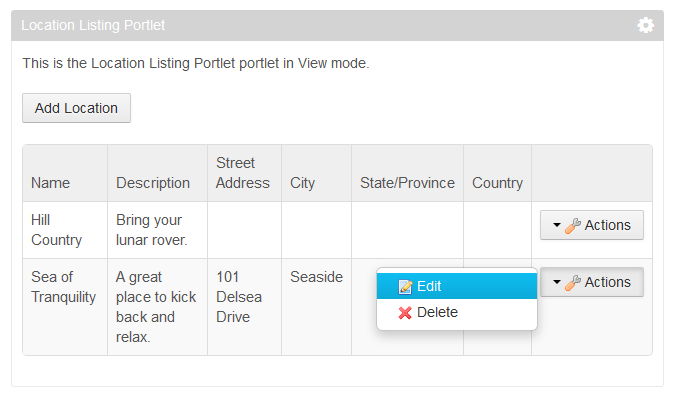 Location Listing Portlet
This is the Location Listing Portlet portlet in View mode.
Add Location
Name
Description
Street
Address
City
State/Province
Country
Hill
Country
Bring your
lunar rover.
Actions
Sea of
Tranquility
A great
place to kick
back and
relax.
101
Delsea
Drive
Seaside
Edit
Delete
Actions